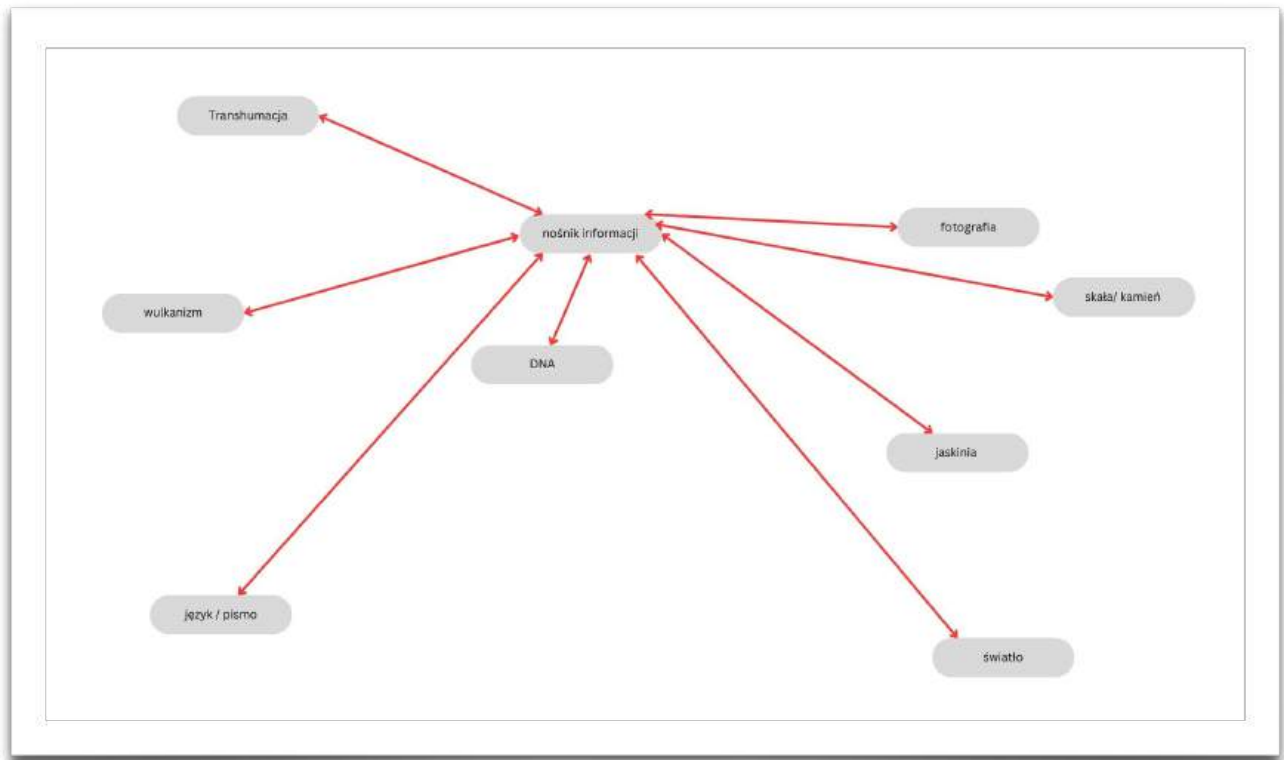 Transhumacja
nośnik informacji
fotografia
skała/ kamień
wulkanizm
DNA
jaskinia
język / pismo
światło